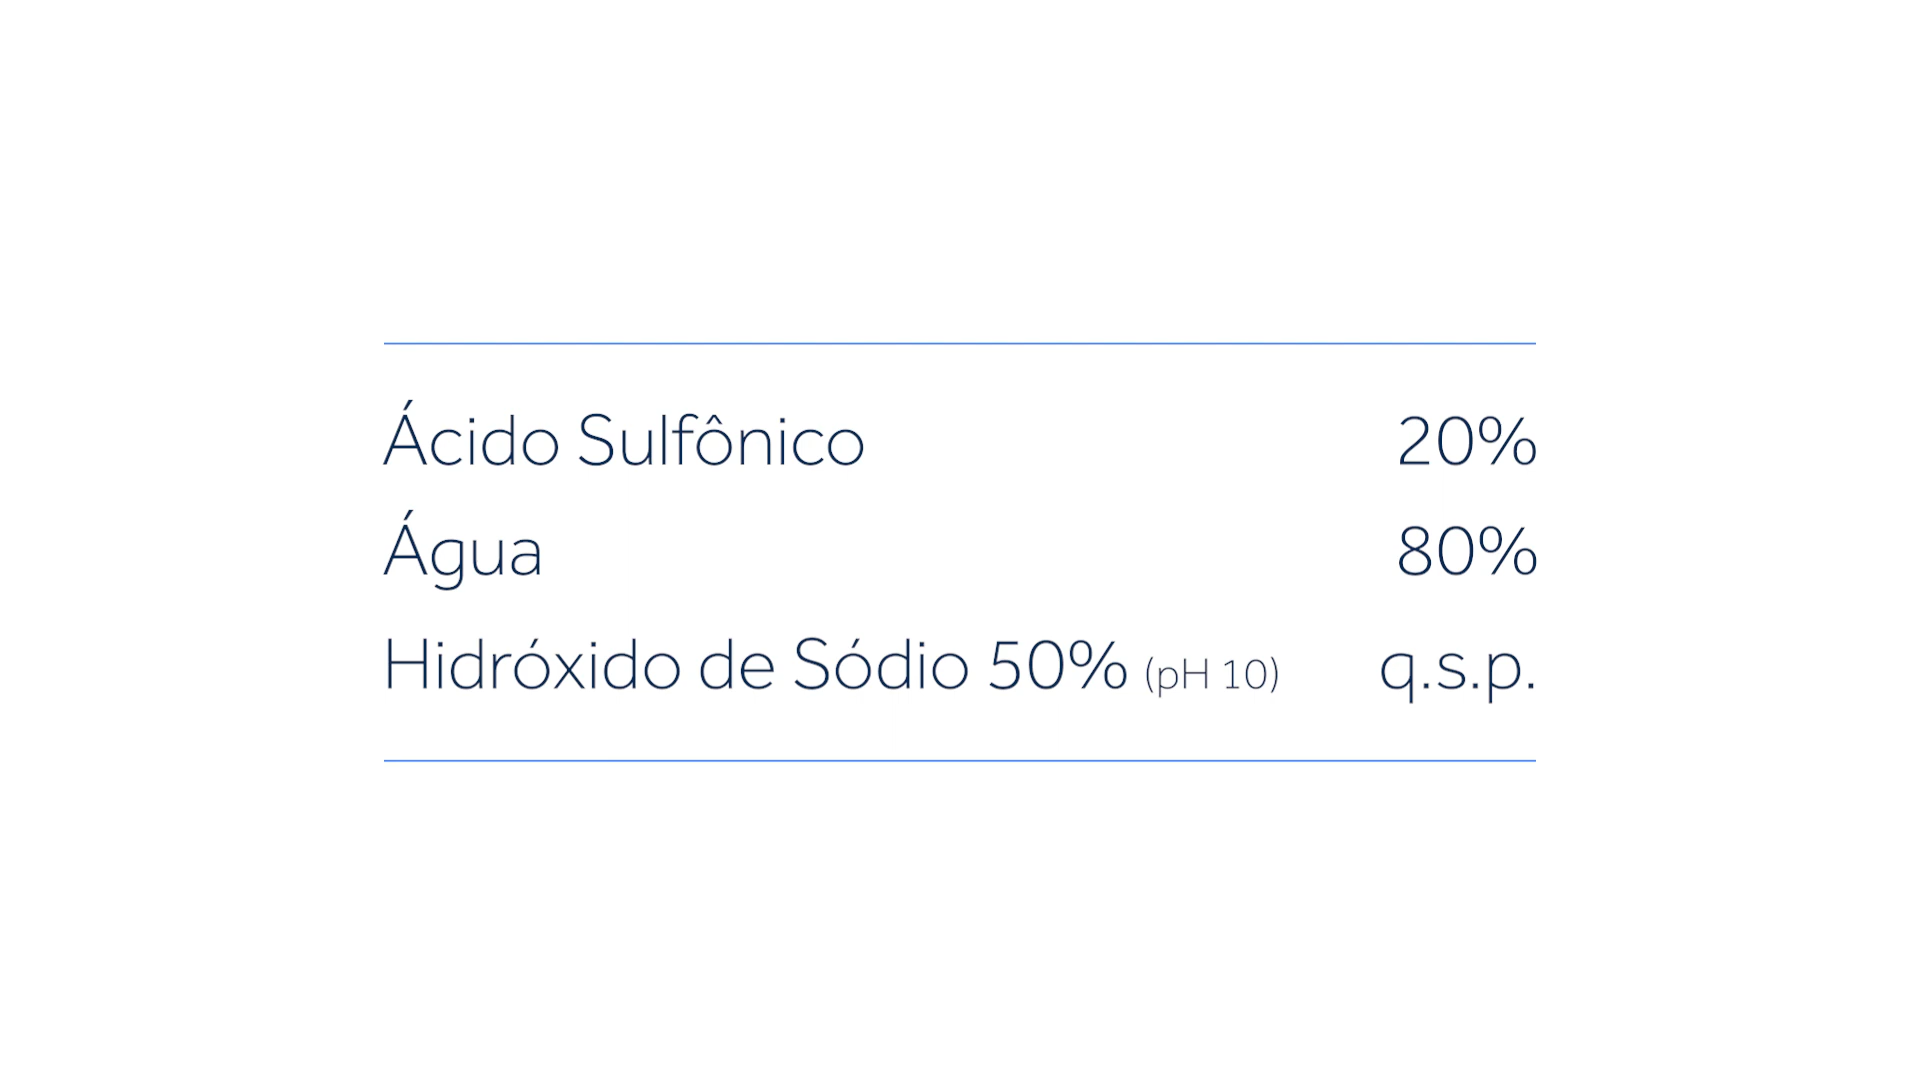 Ácido Sulfônico 20%
Água 80%
Hidróxido de Sódio 50% (pH 10) q.s.p.